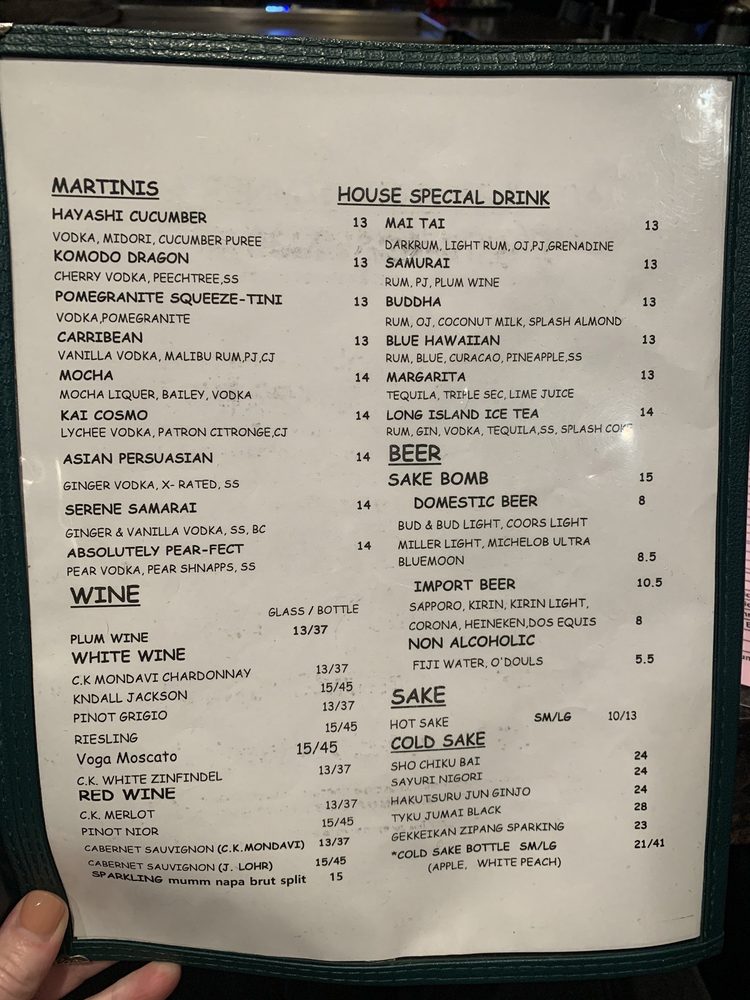 MARTINIS
HAYASHI CUCUMBER 13
VODKA, MIDORI, CUCUMBER PUREE
KOMODO DRAGON 13
CHERRY VODKA, PEECHTREE,SS
POMEGRANITE SQUEEZE-TINI 13
VODKA,POMEGRANITE
CARRIBEAN 13
VANILLA VODKA, MALIBU RUM,PJ,CJ
MOCHA 14
MOCHA LIQUER, BAILEY, VODKA
KAI COSMO 14
LYCHEE VODKA, PATRON CITRONGE,CJ
ASIAN PERSUASIAN 14
GINGER VODKA, X- RATED, SS
SERENE SAMARAI 14
GINGER & VANILLA VODKA, SS, BC
ABSOLUTELY PEAR-FECT 14
PEAR VODKA, PEAR SHNAPPS, SS
WINE
GLASS / BOTTLE
PLUM WINE 13/37
WHITE WINE
C.K MONDAVI CHARDONNAY 13/37
KNDALL JACKSON 15/45
PINOT GRIGIO 13/37
RIESLING 15/45
Voga Moscato 15/45
C.K. WHITE ZINFINDEL 13/37
RED WINE
C.K. MERLOT 13/37
PINOT NIOR 15/45
CABERNET SAUVIGNON (C.K.MONDAVI) 13/37
CABERNET SAUVIGNON (J. LOHR) 15/45
SPARKLING mumm napa brut split 15
HOUSE SPECIAL DRINK
MAI TAI 13
DARKRUM, LIGHT RUM, OJ,PJ,GRENADINE
SAMURAI 13
RUM, PJ, PLUM WINE
BUDDHA 13
RUM, OJ, COCONUT MILK, SPLASH ALMOND
BLUE HAWAIIAN 13
RUM, BLUE, CURACAO, PINEAPPLE,SS
MARGARITA 13
TEQUILA, TRIPLE SEC, LIME JUICE
LONG ISLAND ICE TEA 14
RUM, GIN, VODKA, TEQUILA,SS, SPLASH COKE
BEER
SAKE BOMB 15
DOMESTIC BEER 8
BUD & BUD LIGHT, COORS LIGHT
MILLER LIGHT, MICHELOB ULTRA
BLUEMOON 8.5
IMPORT BEER 10.5
SAPPORO, KIRIN, KIRIN LIGHT,
CORONA, HEINEKEN,DOS EQUIS 8
NON ALCOHOLIC
FIJI WATER, O'DOULS 5.5
SAKE
HOT SAKE SM/LG 10/13
COLD SAKE
SHO CHIKU BAI 24
SAYURI NIGORI 24
HAKUTSURU JUN GINJO 24
TYKU JUMAI BLACK 28
GEKKEIKAN ZIPANG SPARKING 23
*COLD SAKE BOTTLE SM/LG 21/41
(APPLE, WHITE PEACH)